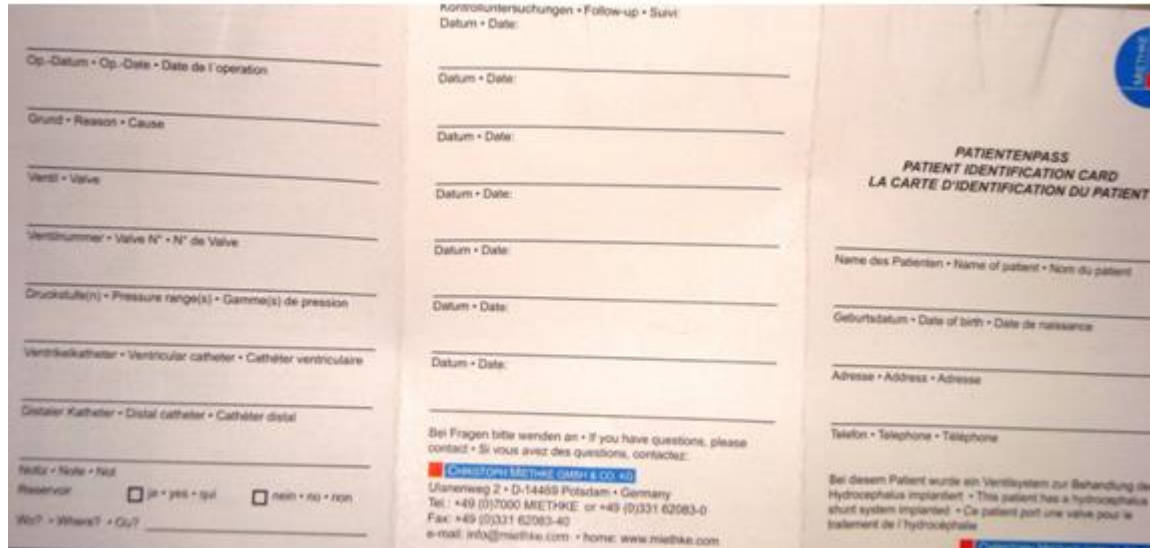 Op.-Datum • Op.-Date • Date de l´operation
Grund • Reason • Cause
Ventil • Valve
Ventilnummer • Valve N° • N° de Valve
Druckstufe(n) • Pressure range(s) • Gamme(s) de pression
Ventrikelkatheter • Ventricular catheter • Cathéter ventriculaire
Distaler Katheter • Distal catheter • Cathéter distal
Notiz • Note • Not
Reservoir ja • yes • qui nein • no • non
Wo? • Where? • Ou?
Kontrolluntersuchungen • Follow-up • Suivi:
Datum • Date:
Datum • Date:
Datum • Date:
Datum • Date:
Datum • Date:
Datum • Date:
Datum • Date:
Bei Fragen bitte wenden an • If you have questions, please
contact • Si vous avez des questions, contactez:
CHRISTOPH MIETHKE GMBH & CO. KG
Ulanenweg 2 • D-14469 Potsdam • Germany
Tel.: +49 (0)7000 MIETHKE or +49 (0)331 62083-0
Fax: +49 (0)331 62083-40
e-mail: info@miethke.com • home: www.miethke.com
MIETHKE
PATIENTENPASS
PATIENT IDENTIFICATION CARD
LA CARTE D'IDENTIFICATION DU PATIENT
Name des Patienten • Name of patient • Nom du patient
Geburtsdatum • Date of birth • Date de naissance
Adresse • Address • Adresse
Telefon • Telephone • Téléphone
Bei diesem Patient wurde ein Ventilsystem zur Behandlung de
Hydrocephalus implantiert • This patient has a hydrocephalus
shunt system implanted • Ce patient port une valve pour le
traitement de l'hydrocéphalie